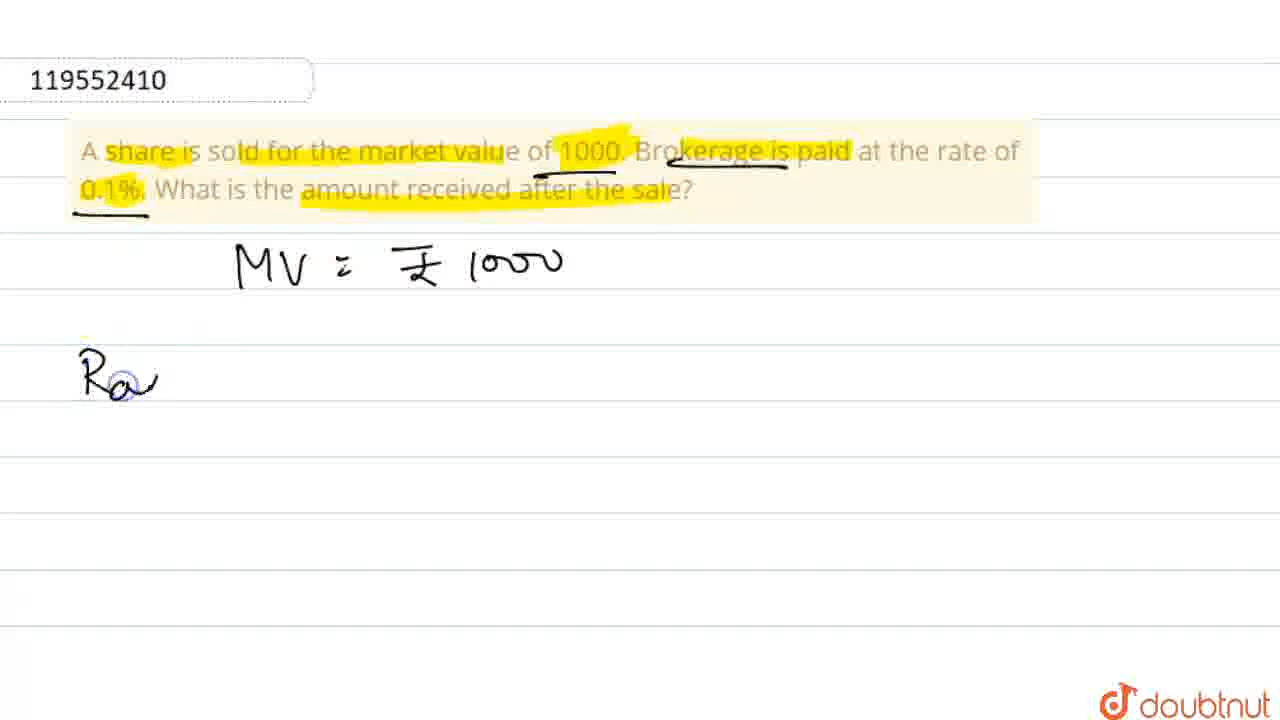 119552410
A share is sold for the market value of 1000. Brokerage is paid at the rate of
0.1%. What is the amount received after the sale?
MV = ₹ 1000
Ra
doubtnut